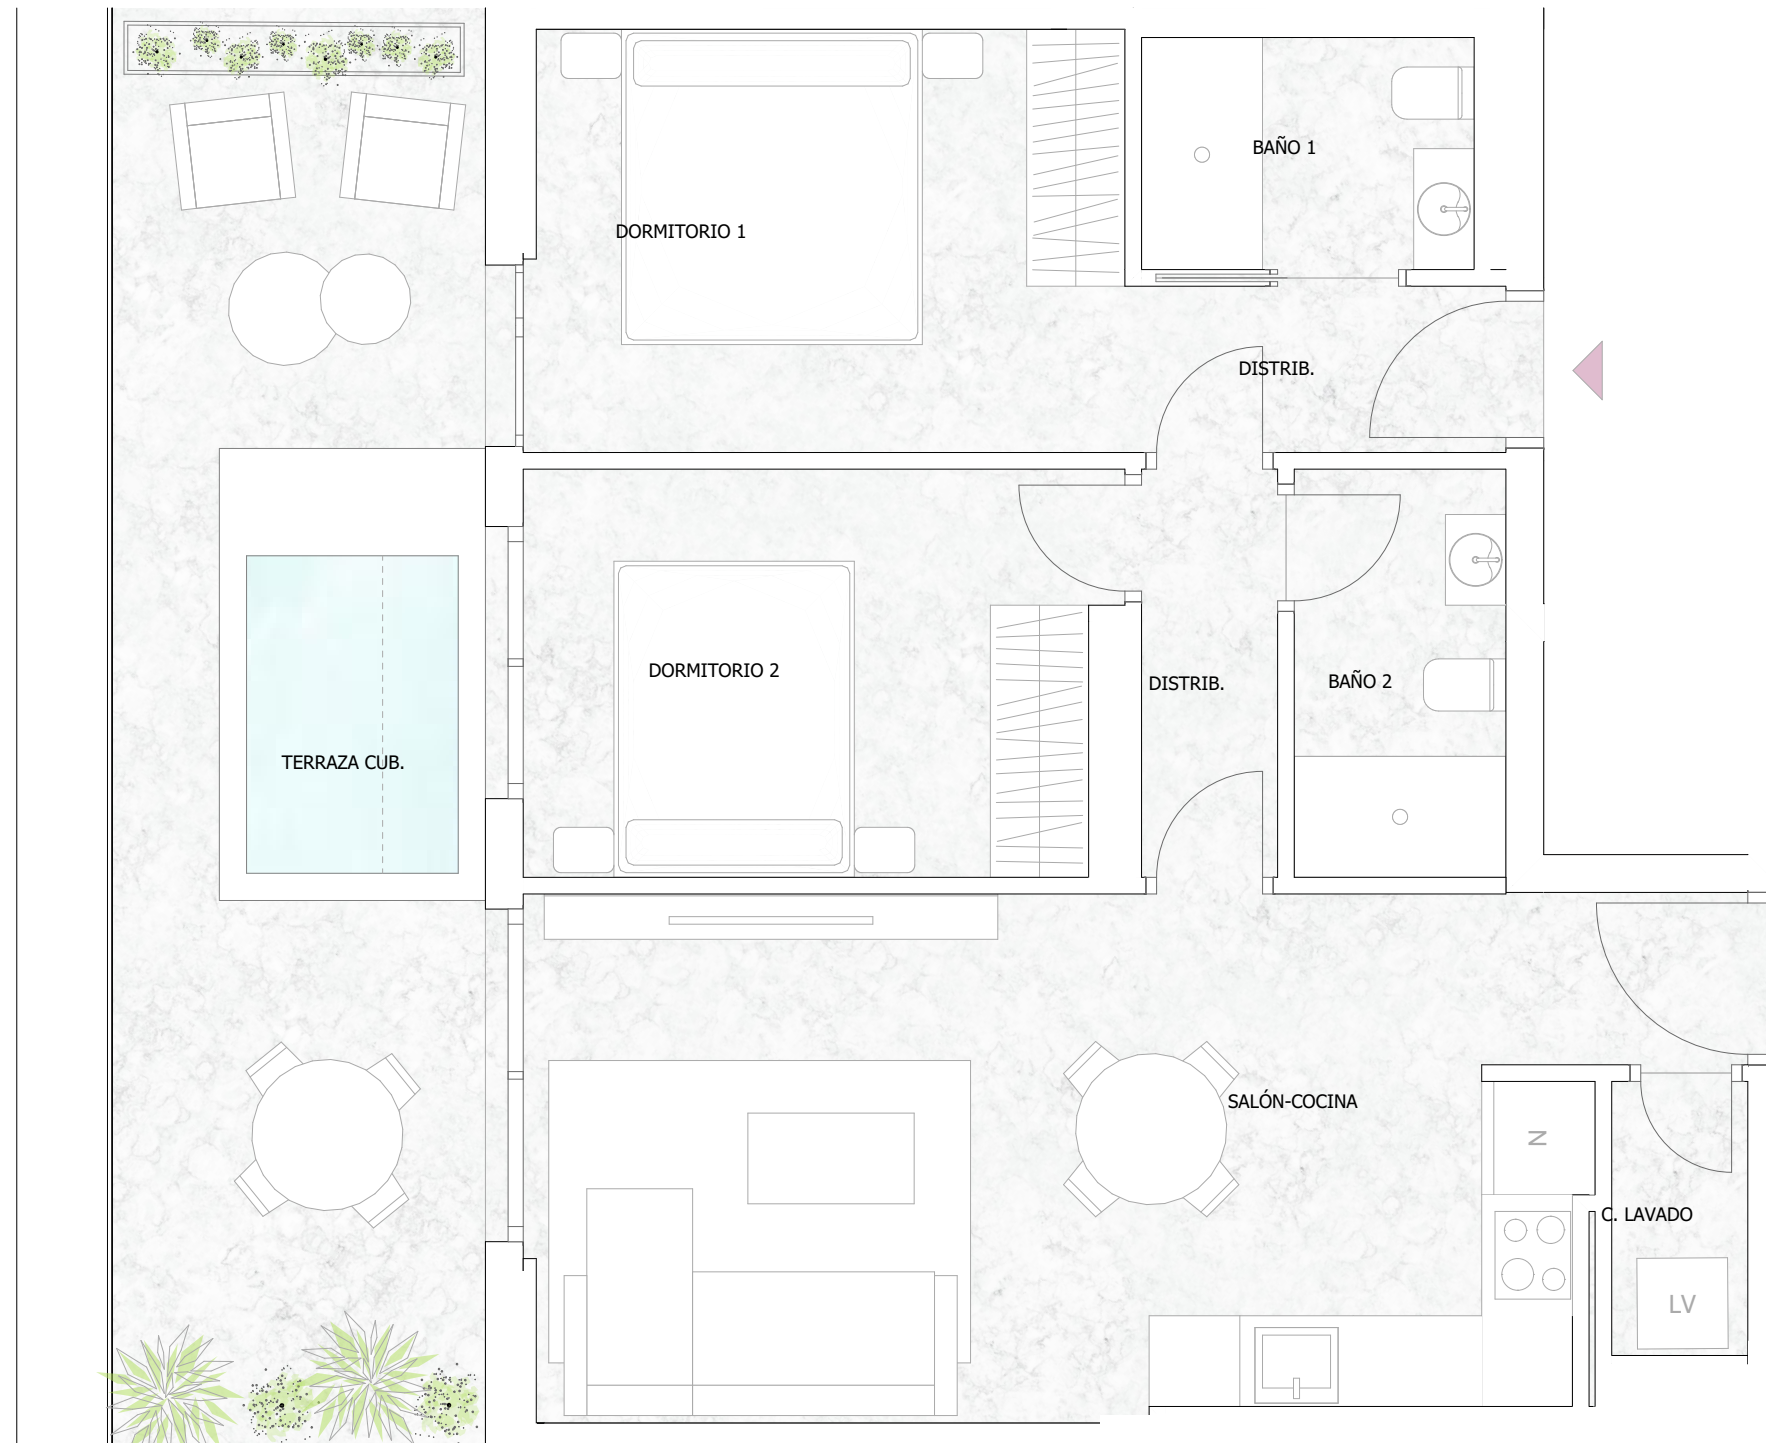 BAÑO 1
DORMITORIO 1
DISTRIB.
DORMITORIO 2
DISTRIB.
BAÑO 2
TERRAZA CUB.
SALÓN-COCINA
N
C. LAVADO
LV